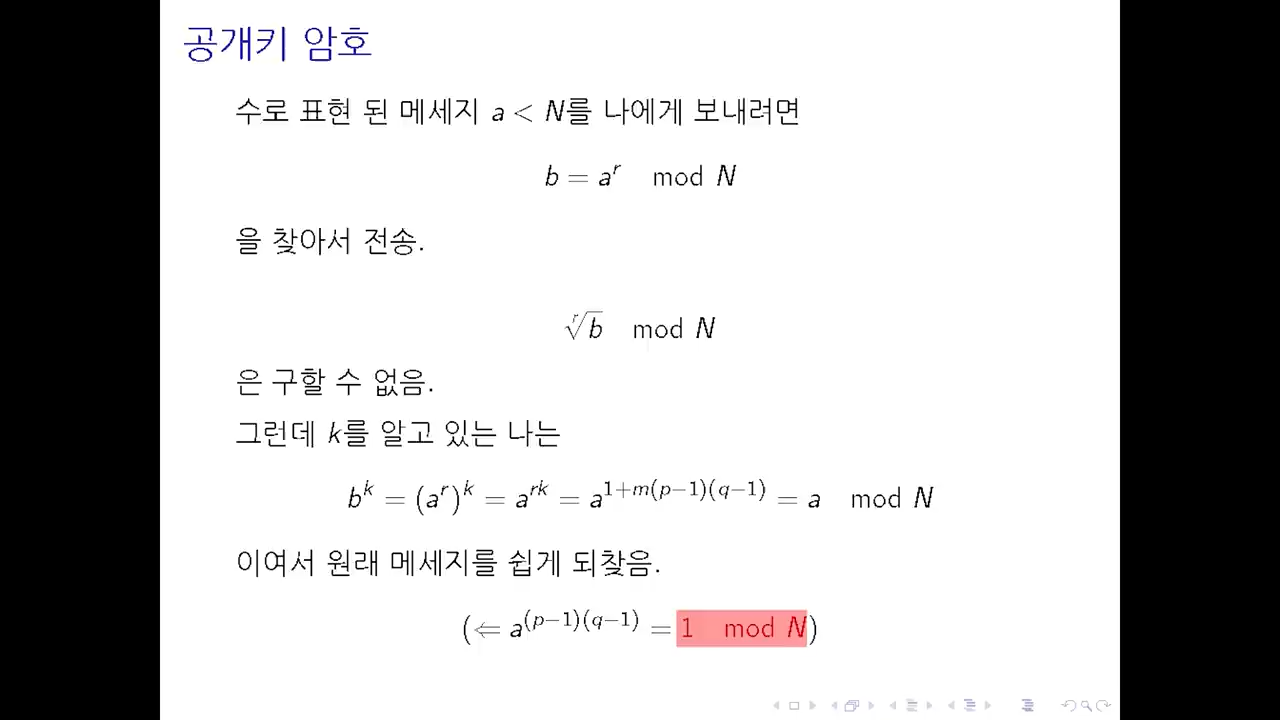 공개키 암호
수로 표현 된 메세지 a < N를 나에게 보내려면
b = a^r mod N
을 찾아서 전송.
\sqrt[r]{b} mod N
은 구할 수 없음.
그런데 k를 알고 있는 나는
b^k = (a^r)^k = a^{rk} = a^{1+m(p−1)(q−1)} = a mod N
이여서 원래 메세지를 쉽게 되찾음.
(⇐ a^{(p−1)(q−1)} = 1 mod N)